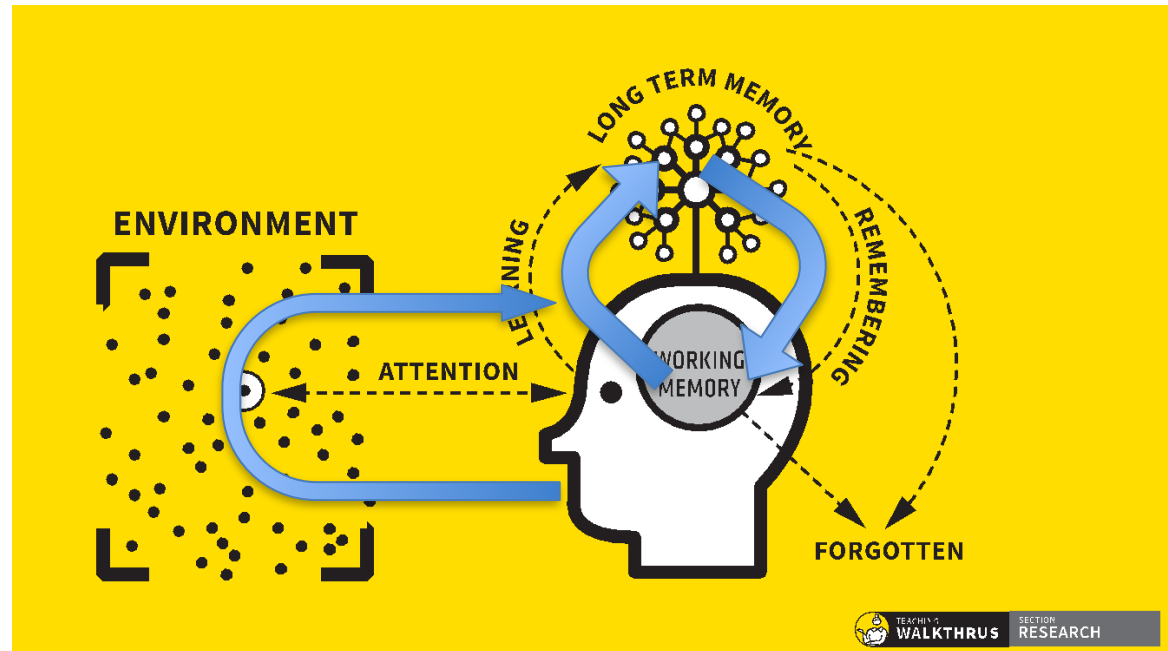 LONG TERM MEMORY
ENVIRONMENT
LEARNING
REMEMBERING
ATTENTION
WORKING
MEMORY
FORGOTTEN
TEACHING
WALKTHRUS
SECTION
RESEARCH